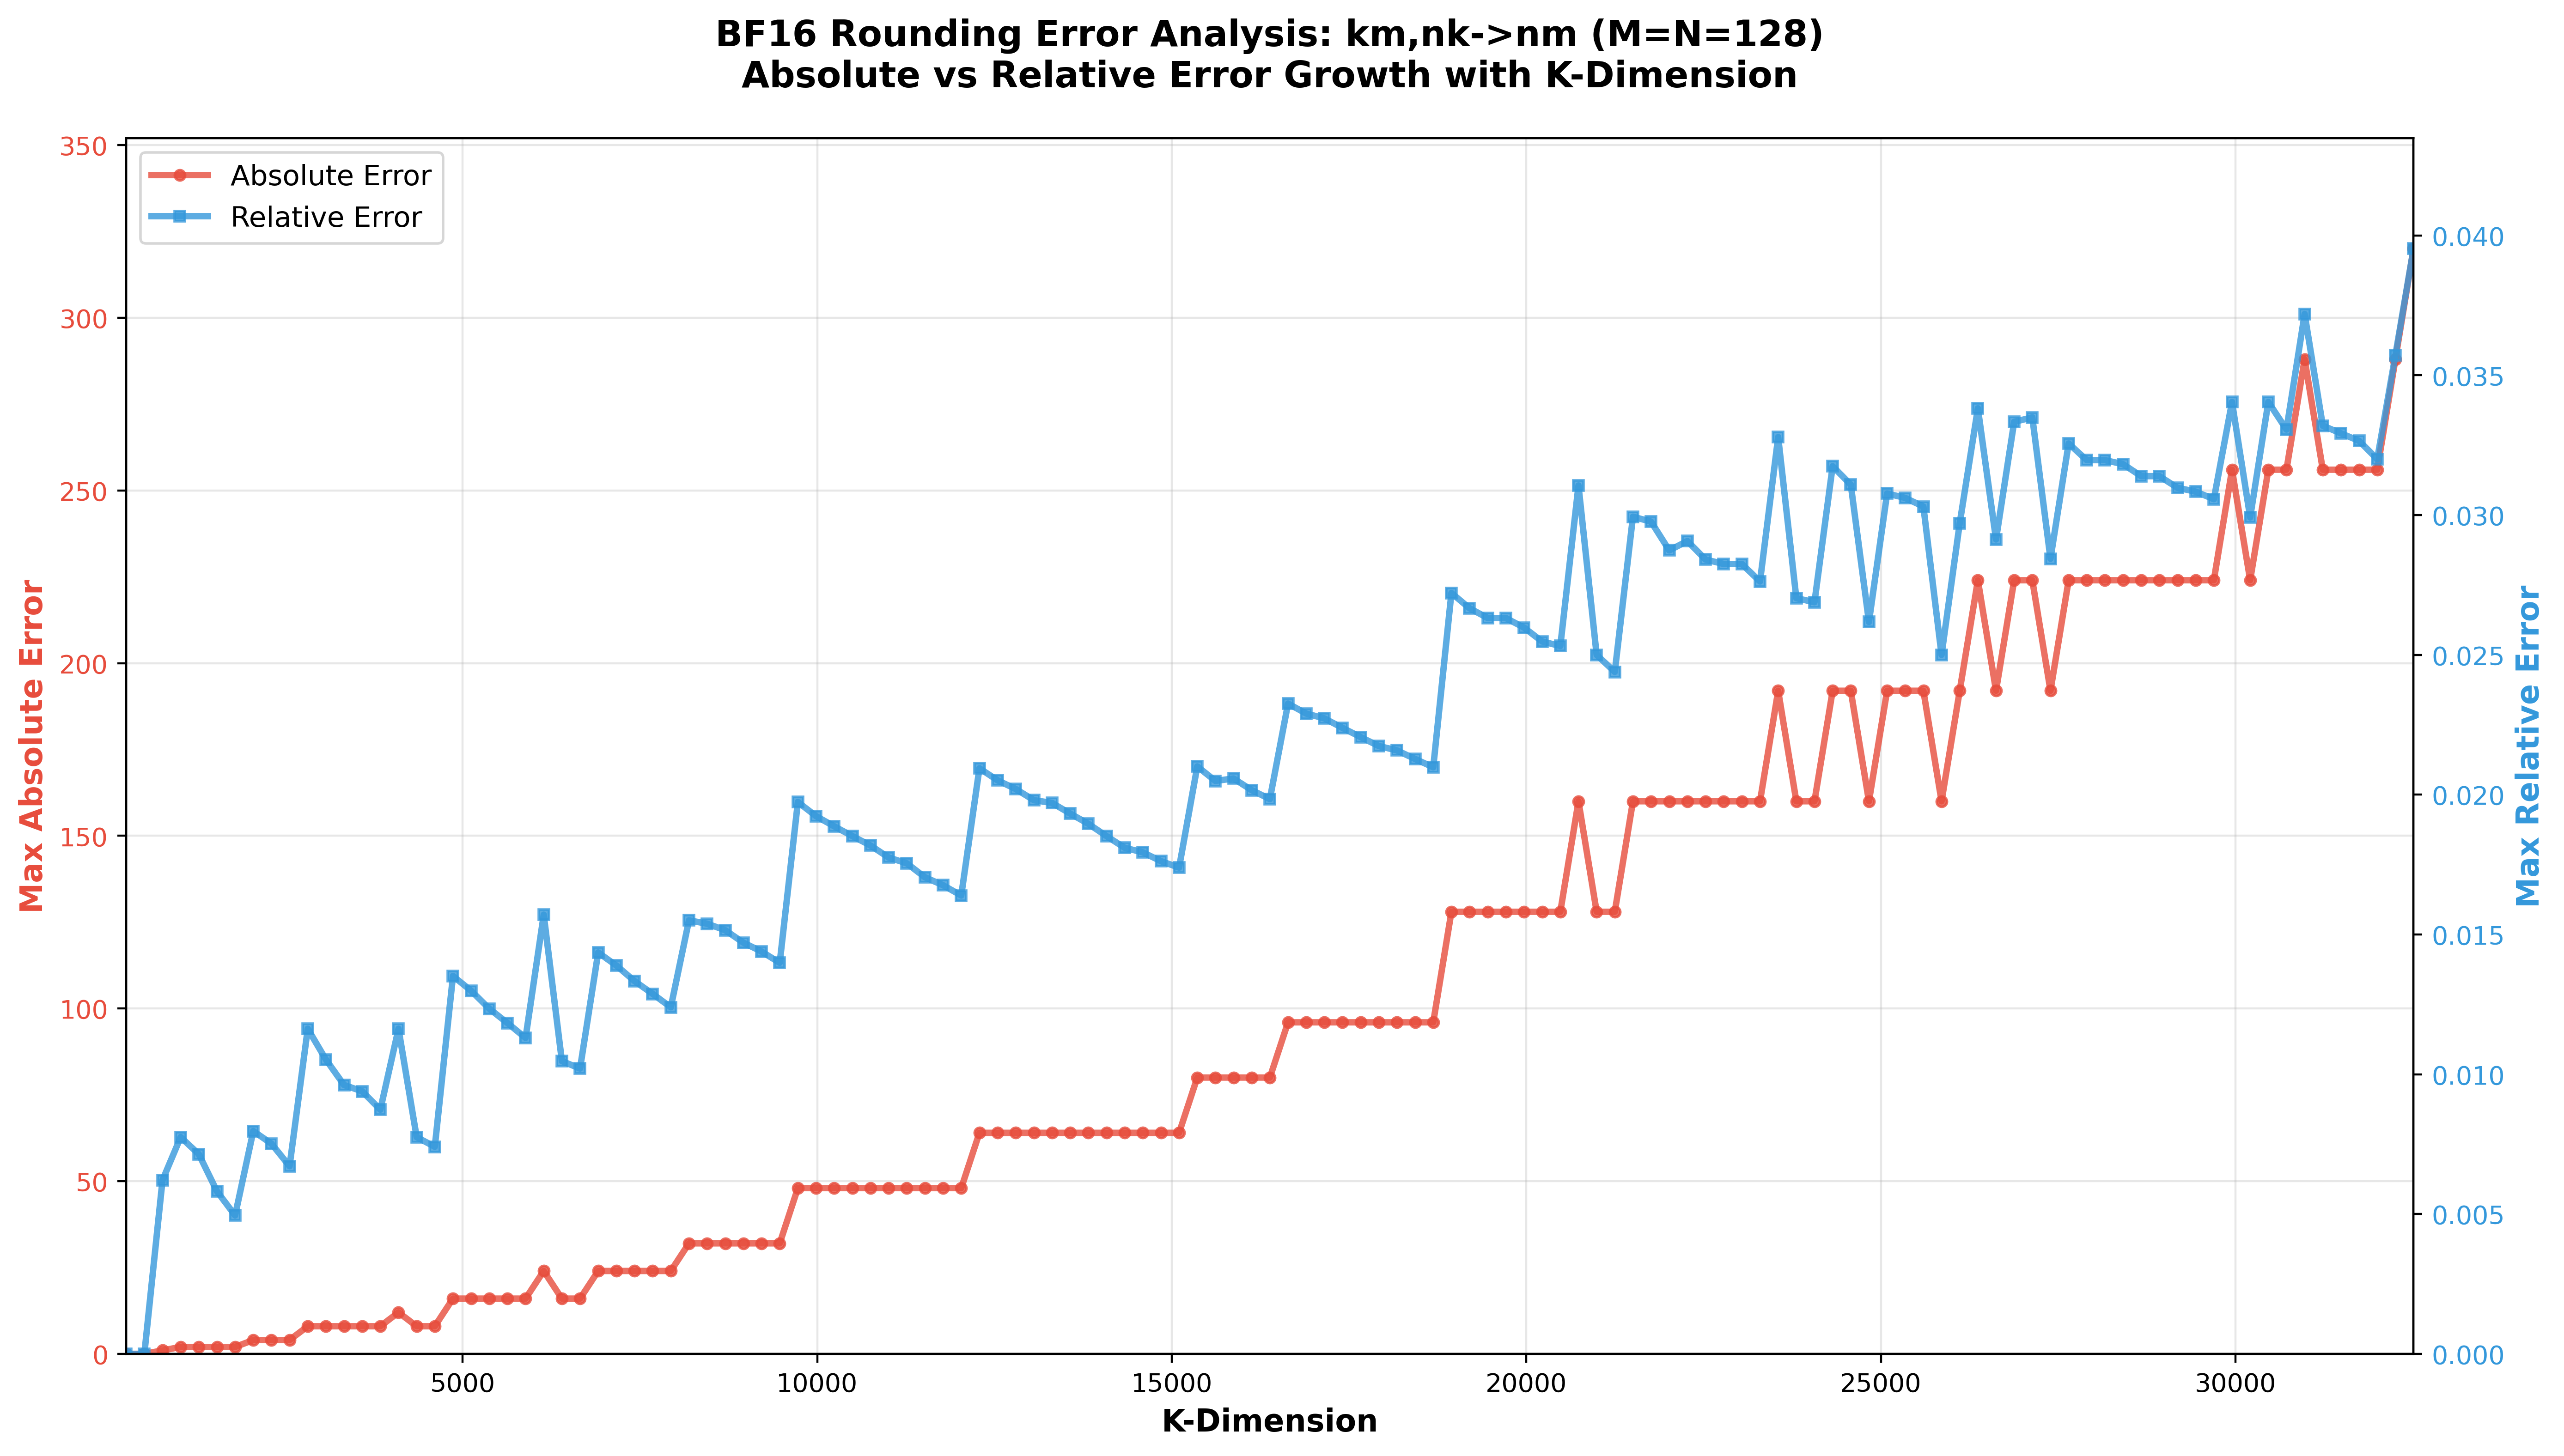 BF16 Rounding Error Analysis: km,nk->nm (M=N=128)
Absolute vs Relative Error Growth with K-Dimension
Absolute Error
Relative Error
Max Absolute Error
350
300
250
200
150
100
50
0
Max Relative Error
0.040
0.035
0.030
0.025
0.020
0.015
0.010
0.005
0.000
5000 10000 15000 20000 25000 30000
K-Dimension